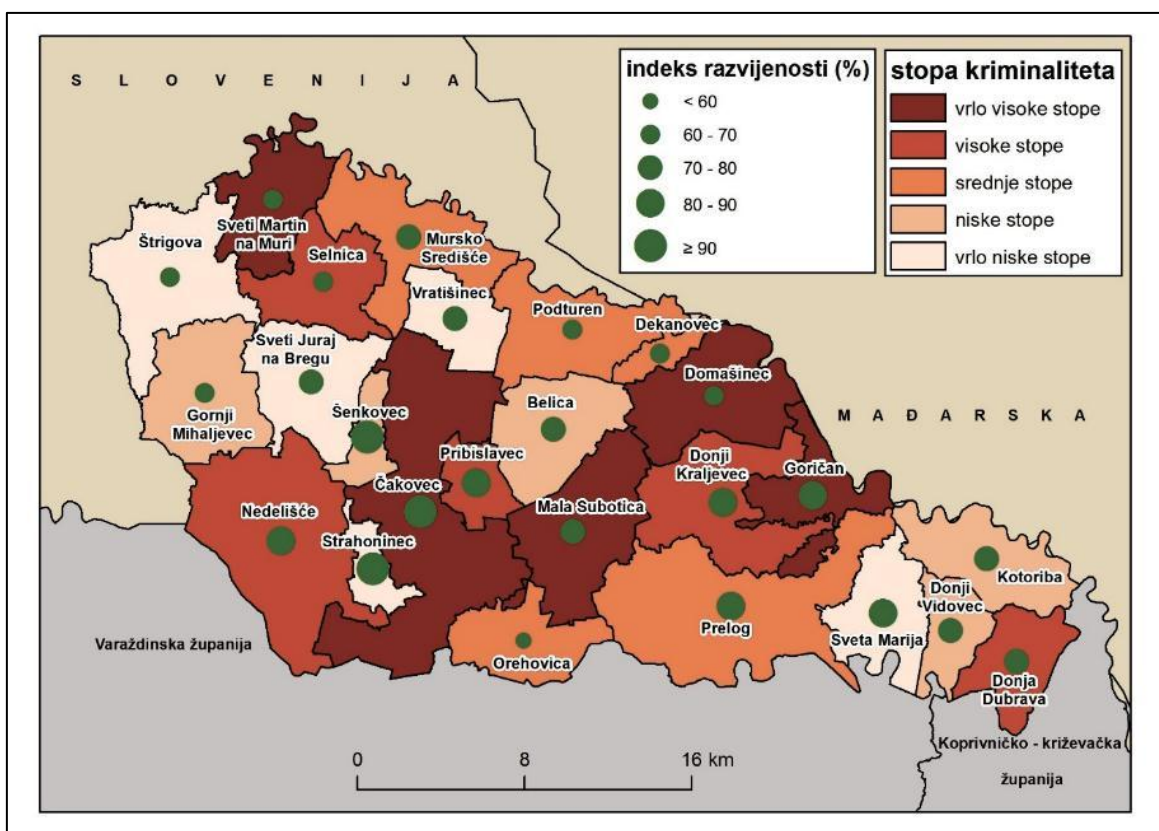 S L O V E N I J A
indeks razvijenosti (%)
< 60
60 - 70
70 - 80
80 - 90
≥ 90
stopa kriminaliteta
vrlo visoke stope
visoke stope
srednje stope
niske stope
vrlo niske stope
Sveti Martin
na Muri
Štrigova
Selnica
Mursko
Središće
Vratišinec
Podturen
Dekanovec
Sveti Juraj
na Bregu
Domašinec
Gornji
Mihaljevec
Šenkovec
Belica
M A Đ A R S K A
Pribislavec
Donji
Kraljevec
Goričan
Čakovec
Nedelišće
Mala Subotica
Strahoninec
Kotoriba
Donji
Vidovec
Prelog
Sveta Marija
Varaždinska županija
Orehovica
Donja
Dubrava
Koprivničko - križevačka
županija
0 8 16 km